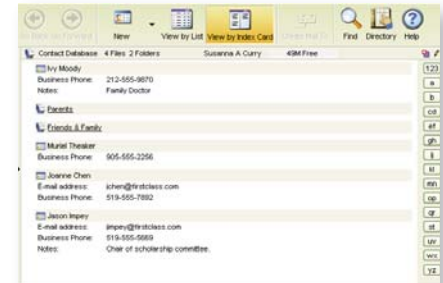 New View by List View by Index Card Find Directory Help
Contact Database 4 Files 2 Folders Susanna A Curry 49M Free
Ivy Moody
Business Phone: 212-555-9870
Notes: Family Doctor
Parents
Friends & Family
Muriel Theaker
Business Phone: 905-555-2256
Joanne Chen
E-mail address: jchen@firstclass.com
Business Phone: 519-555-7892
Jason Impey
E-mail address: jimpey@firstclass.com
Business Phone: 519-555-5669
Notes: Chair of scholarship committee.
123
a
b
cd
ef
gh
ij
kl
mn
op
qr
st
uv
wx
yz